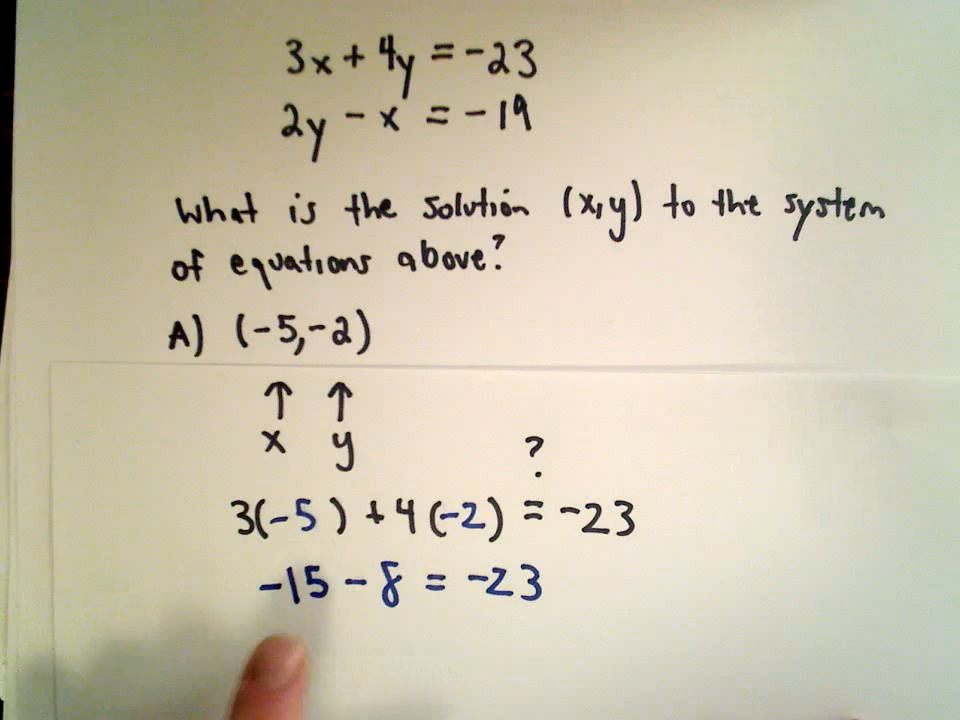 3x + 4y = -23
2y - x = -19
What is the solution (x,y) to the system
of equations above?
A) (-5,-2)
↑ ↑
x y
?
3(-5) + 4(-2) = -23
-15 - 8 = -23